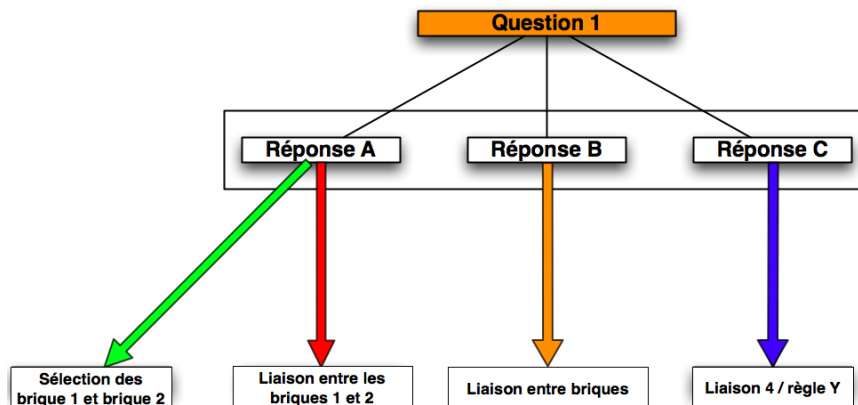 Question 1
Réponse A
Réponse B
Réponse C
Sélection des
brique 1 et brique 2
Liaison entre les
briques 1 et 2
Liaison entre briques
Liaison 4 / règle Y